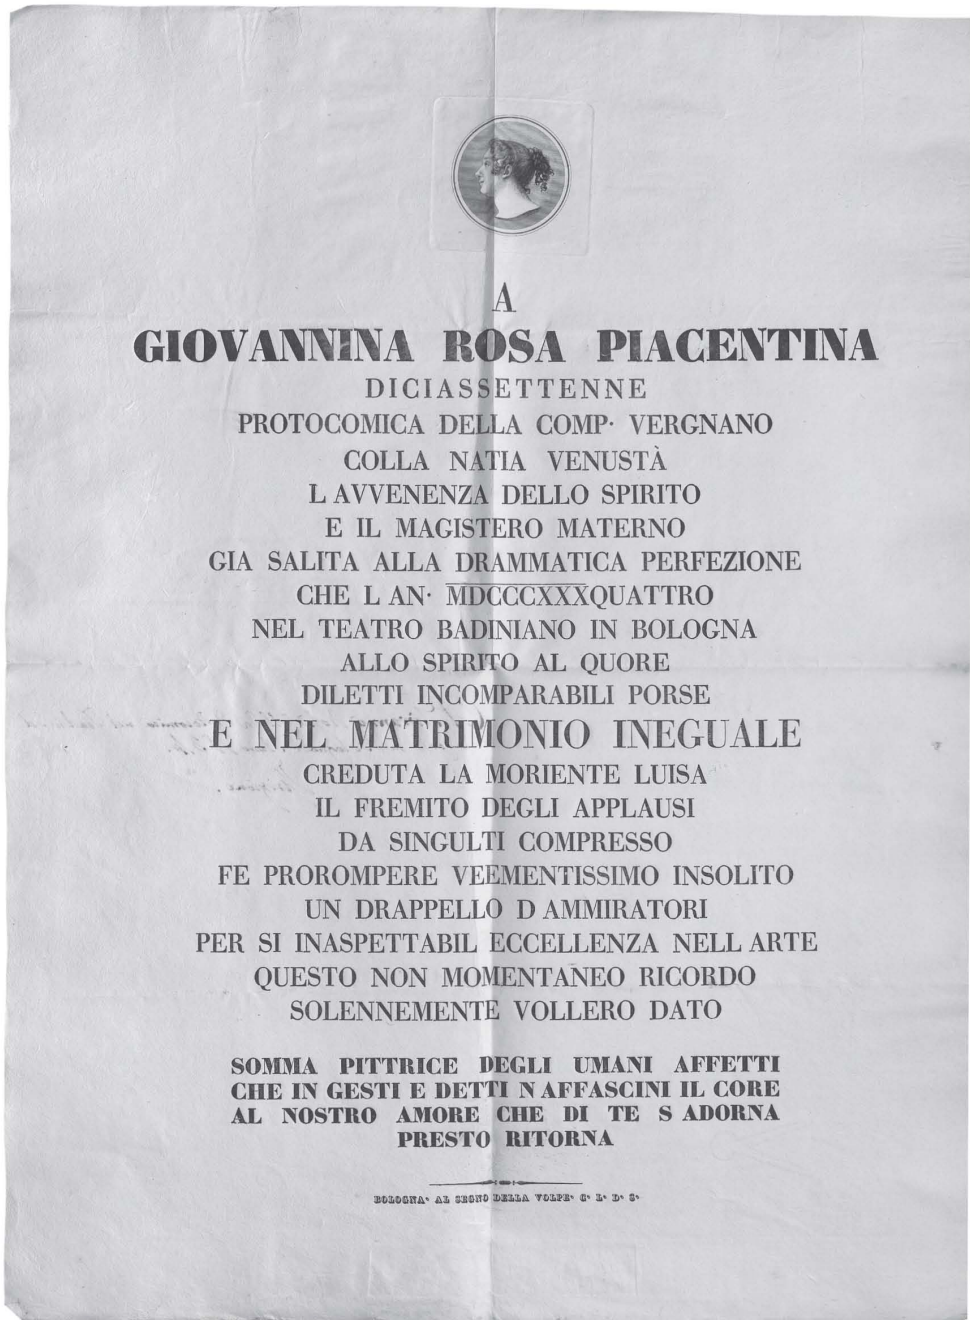 A
GIOVANNINA ROSA PIACENTINA
DICIASSETTENNE
PROTOCOMICA DELLA COMP· VERGNANO
COLLA NATIA VENUSTÀ
L AVVENENZA DELLO SPIRITO
E IL MAGISTERO MATERNO
GIA SALITA ALLA DRAMMATICA PERFEZIONE
CHE L AN· MDCCCXXXQUATTRO
NEL TEATRO BADINIANO IN BOLOGNA
ALLO SPIRITO AL QUORE
DILETTI INCOMPARABILI PORSE
E NEL MATRIMONIO INEGUALE
CREDUTA LA MORIENTE LUISA
IL FREMITO DEGLI APPLAUSI
DA SINGULTI COMPRESSO
FE PROROMPERE VEEMENTISSIMO INSOLITO
UN DRAPPELLO D AMMIRATORI
PER SI INASPETTABIL ECCELLENZA NELL ARTE
QUESTO NON MOMENTANEO RICORDO
SOLENNEMENTE VOLLERO DATO
SOMMA PITTRICE DEGLI UMANI AFFETTI
CHE IN GESTI E DETTI N AFFASCINI IL CORE
AL NOSTRO AMORE CHE DI TE S ADORNA
PRESTO RITORNA
BOLOGNA· AL SEGNO DELLA VOLPE· C· L· D· S·